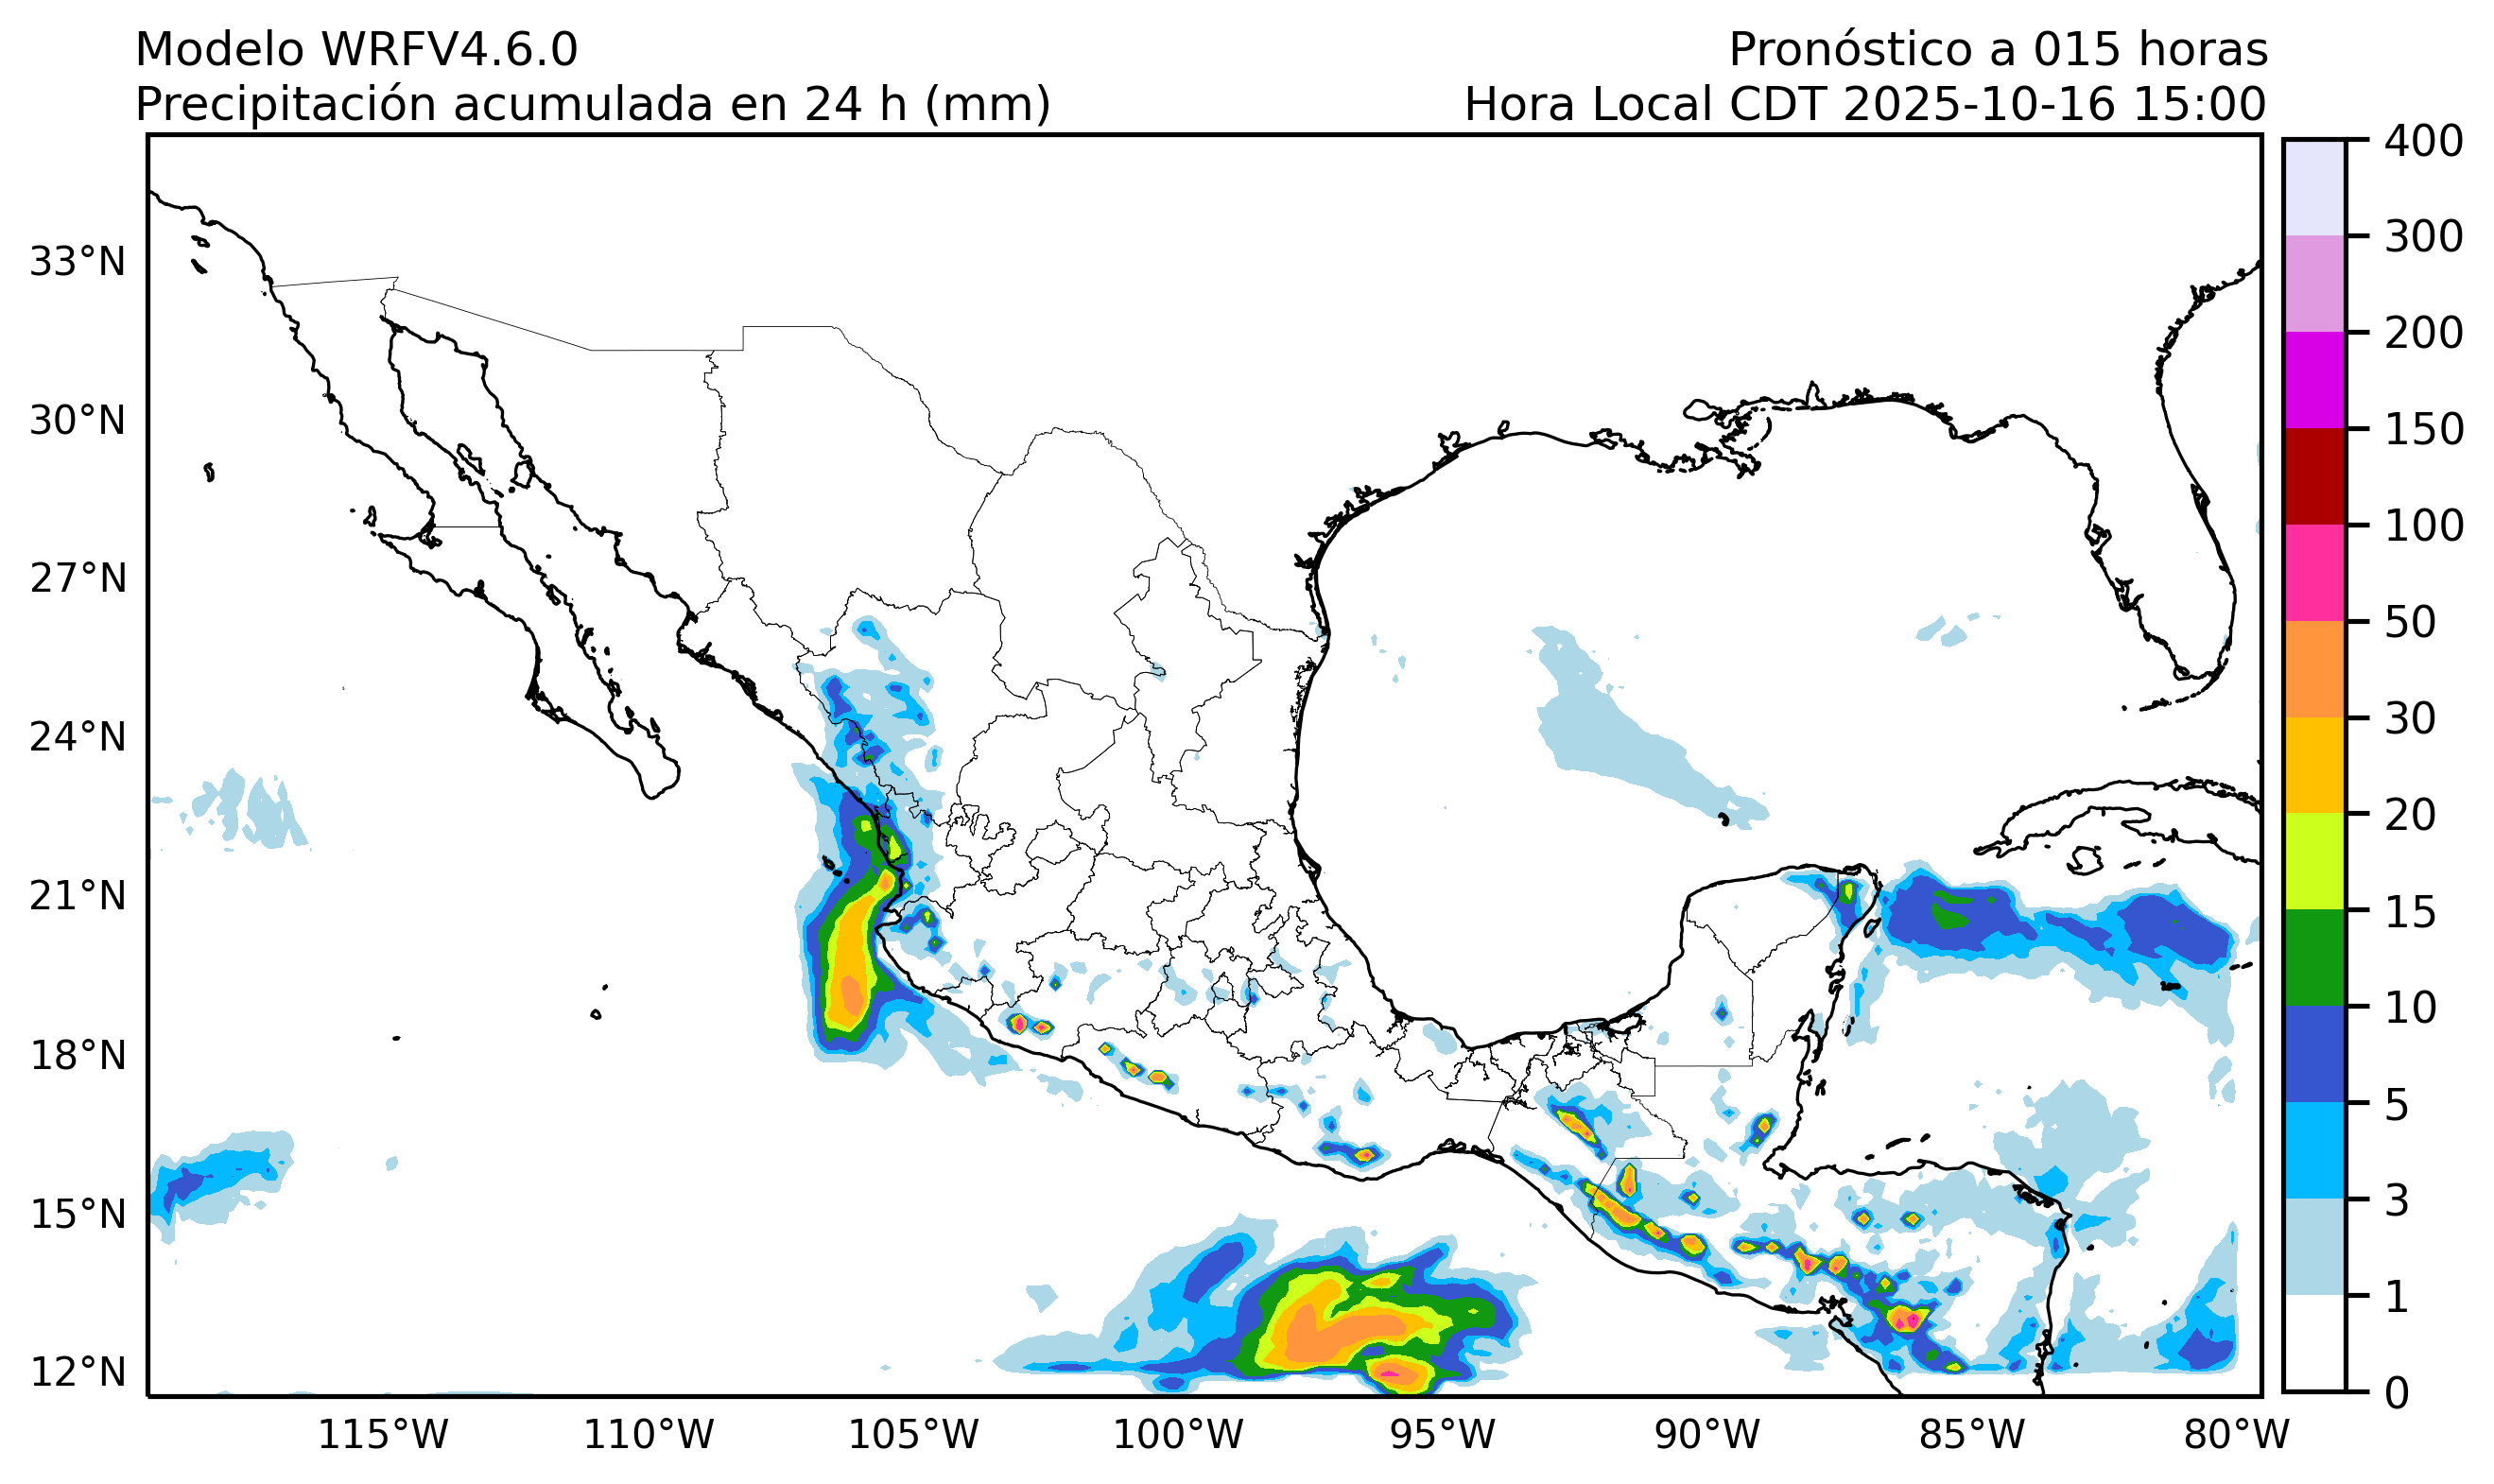 Modelo WRFV4.6.0
Pronóstico a 015 horas
Precipitación acumulada en 24 h (mm)
Hora Local CDT 2025-10-16 15:00
400
300
200
150
100
50
30
20
15
10
5
3
1
0
33°N
30°N
27°N
24°N
21°N
18°N
15°N
12°N
115°W
110°W
105°W
100°W
95°W
90°W
85°W
80°W